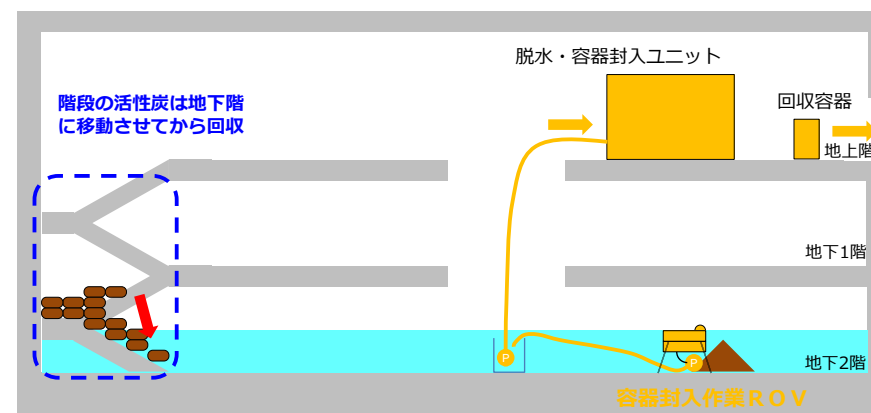 脱水・容器封入ユニット
階段の活性炭は地下階
に移動させてから回収
回収容器
地上階
地下1階
P
P
地下2階
容器封入作業ROV